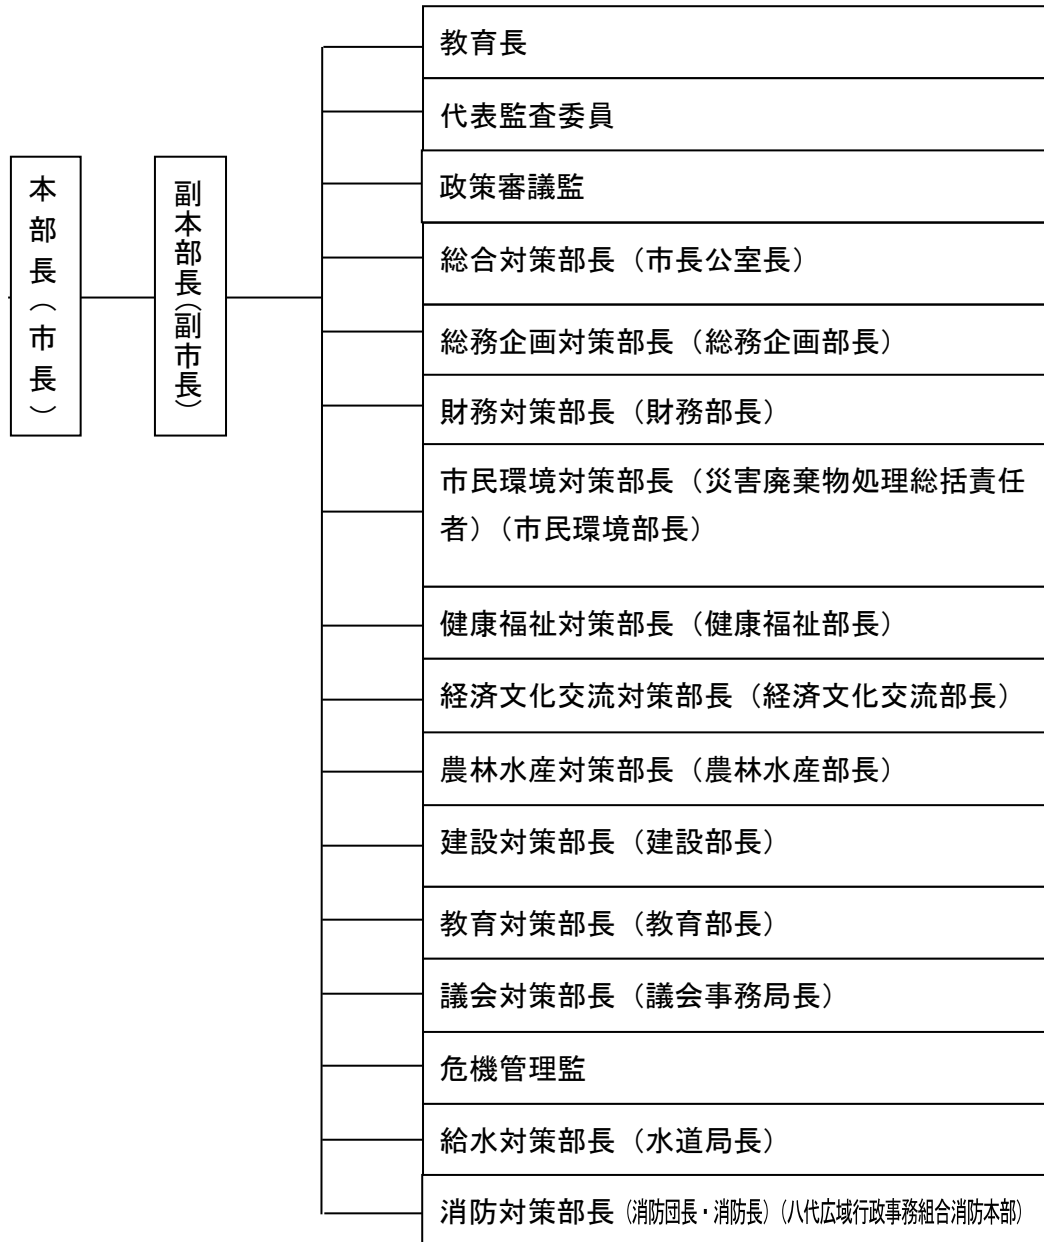 本部長（市長）
副本部長（副市長）
教育長
代表監査委員
政策審議監
総合対策部長（市長公室長）
総務企画対策部長（総務企画部長）
財務対策部長（財務部長）
市民環境対策部長（災害廃棄物処理総括責任
者）（市民環境部長）
健康福祉対策部長（健康福祉部長）
経済文化交流対策部長（経済文化交流部長）
農林水産対策部長（農林水産部長）
建設対策部長（建設部長）
教育対策部長（教育部長）
議会対策部長（議会事務局長）
危機管理監
給水対策部長（水道局長）
消防対策部長（消防団長・消防長）（八代広域行政事務組合消防本部）